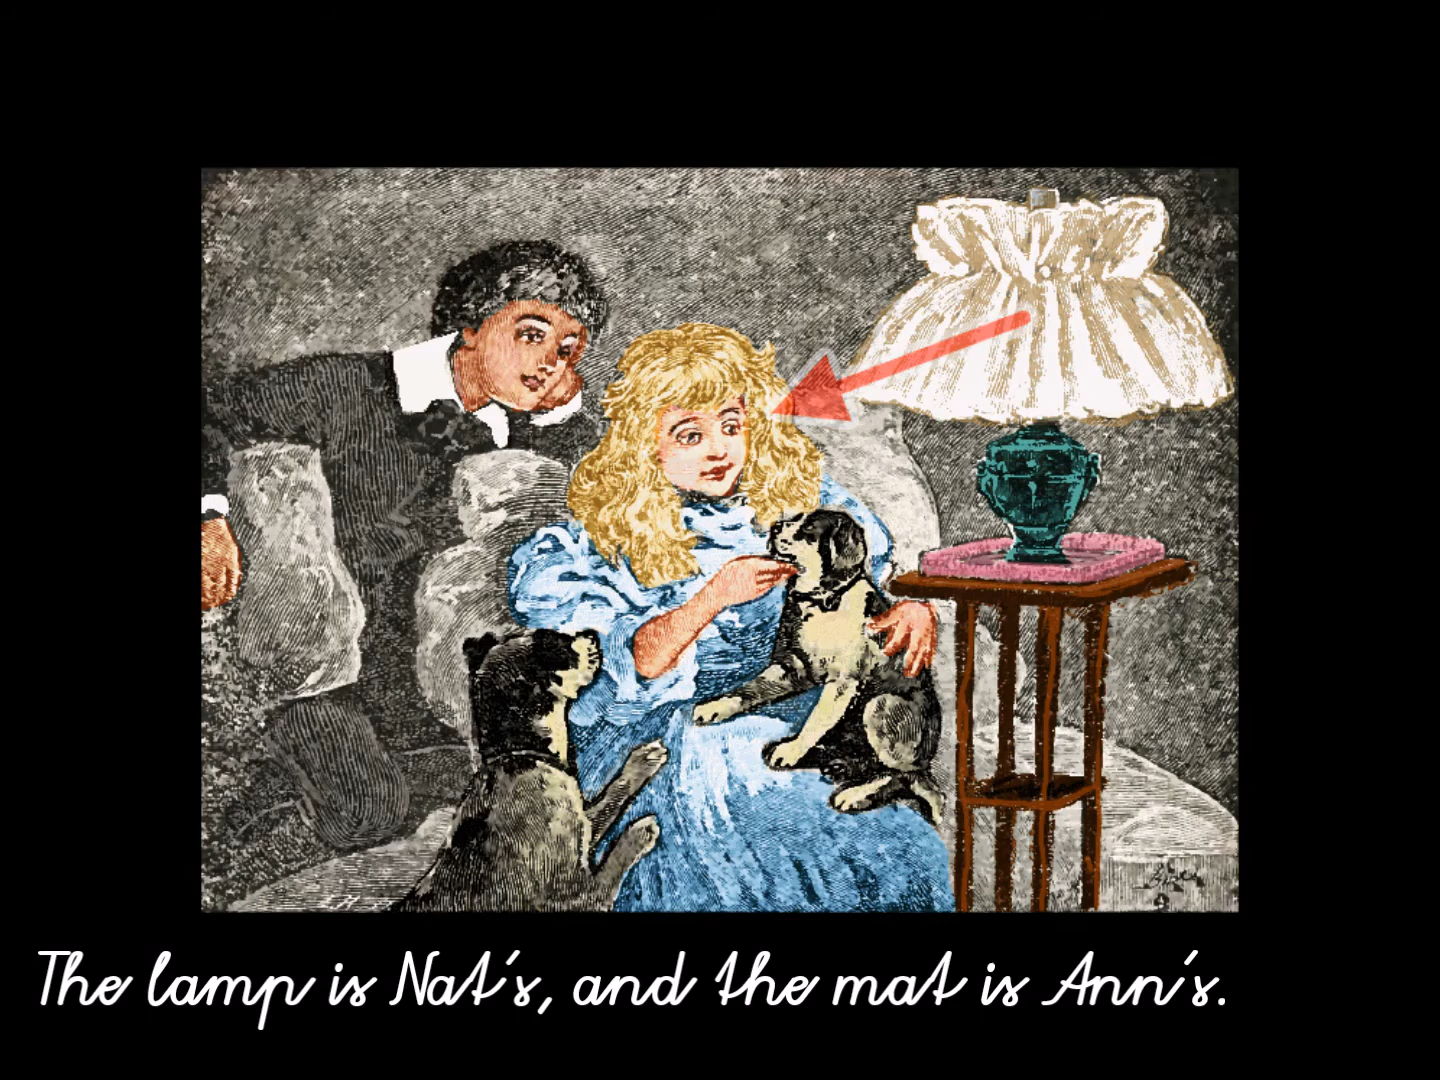 The lamp is Nat's, and the mat is Ann's.